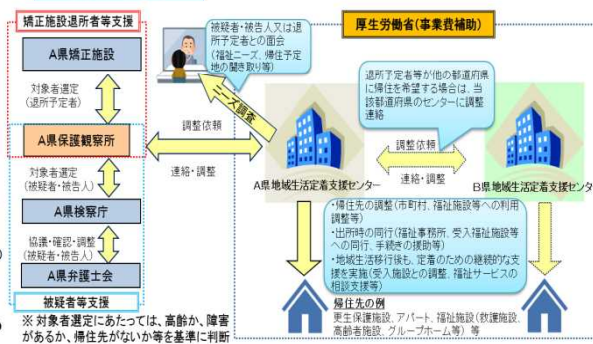 矯正施設退所者等支援
A県矯正施設
対象者選定
(退所予定者)
A県保護観察所
対象者選定
(被疑者・被告人)
A県検察庁
協議・確認・調整
(被疑者・被告人)
A県弁護士会
被疑者等支援
※ 対象者選定にあたっては、高齢か、障害
があるか、帰住先がないか等を基準に判断
被疑者・被告人又は退
所予定者との面会
(福祉ニーズ、帰住予定
地の聞き取り等)
ニーズ調査
調整依頼
連絡・調整
厚生労働省(事業費補助)
退所予定者等が他の都道府県
に帰住を希望する場合は、当
該都道府県のセンターに調整
連絡
調整依頼
連絡・調整
A県地域生活定着支援センター
B県地域生活定着支援センタ
・帰住先の調整(市町村、福祉施設等への利用
調整等)
・出所時の同行(福祉事務所、受入福祉施設等
への同行、手続きの援助等)
・地域生活移行後も、定着のための継続的な支
援を実施(受入施設との調整、福祉サービスの
相談支援等)
帰住先の例
更生保護施設、アパート、福祉施設(救護施設、
高齢者施設、グループホーム等) 等